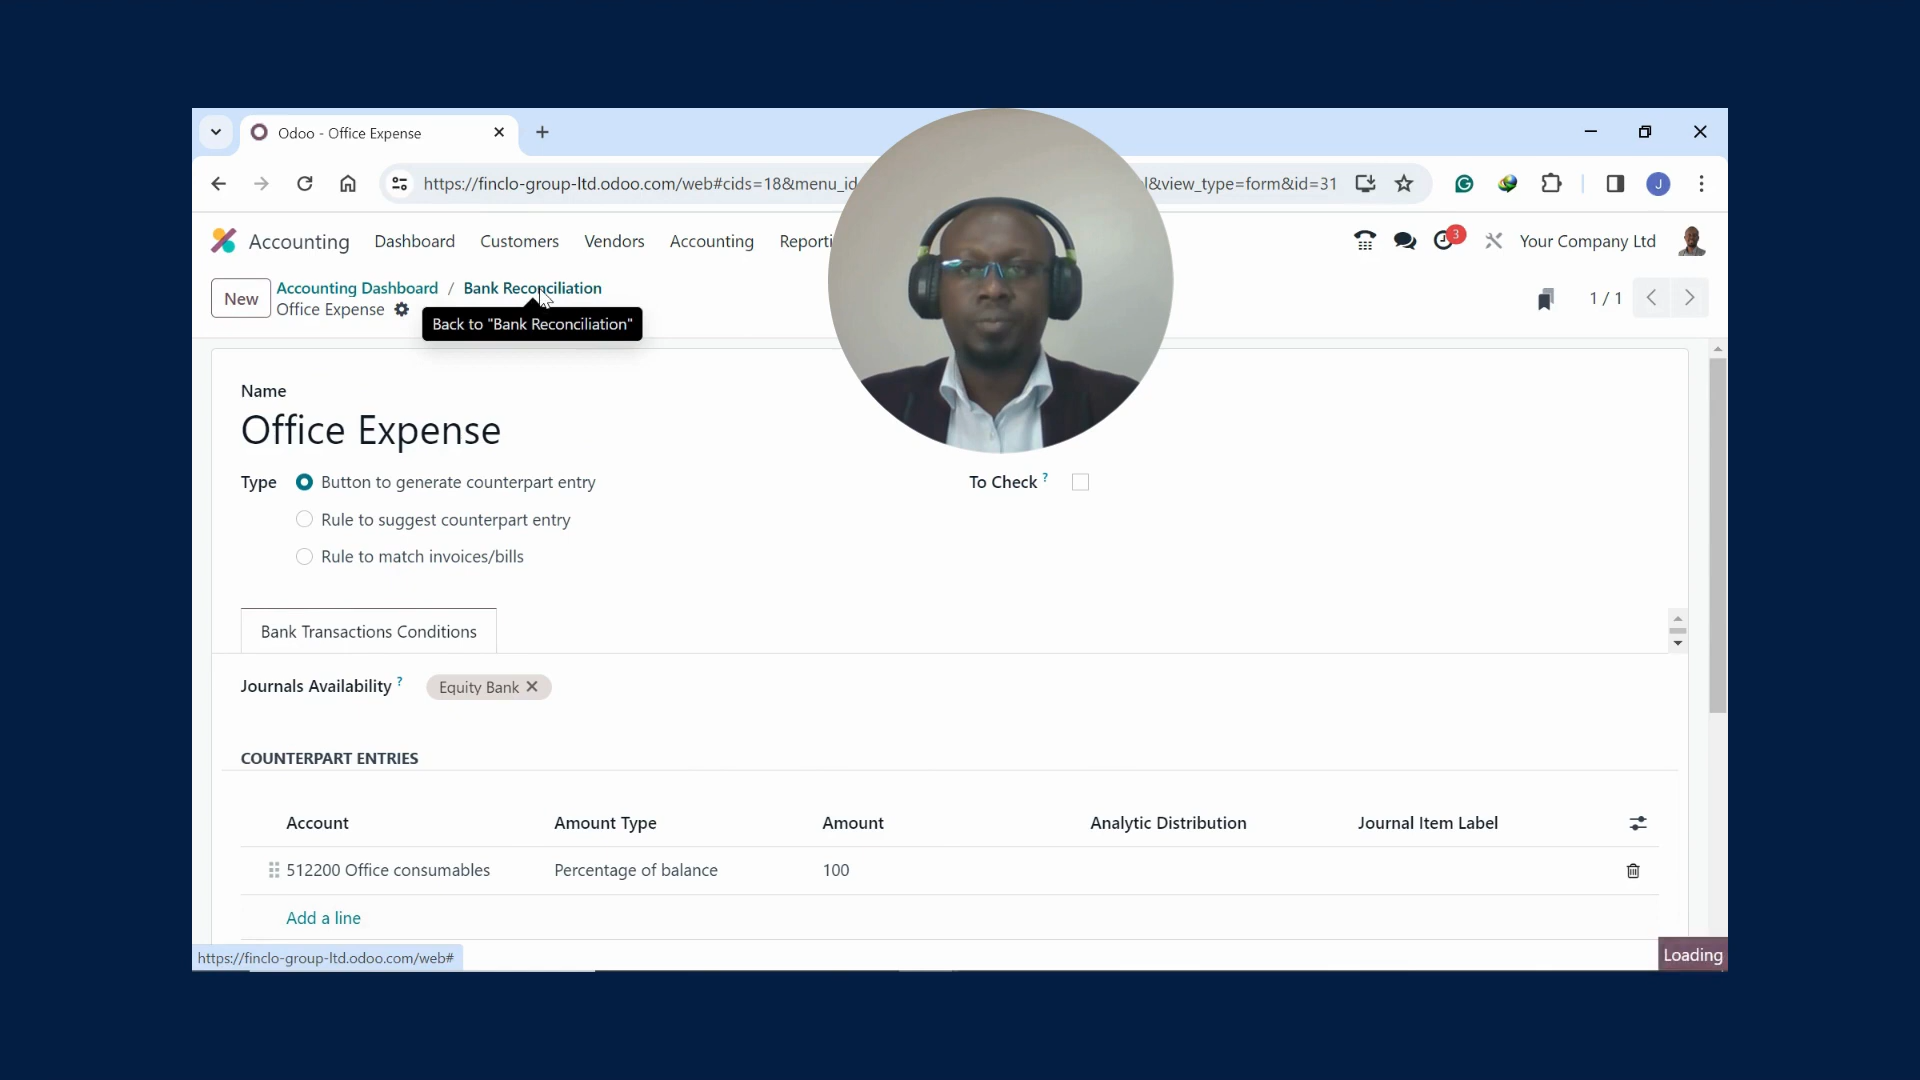 Odoo - Office Expense
https://finclo-group-ltd.odoo.com/web#cids=18&menu_id
l&view_type=form&id=31
J
Accounting Dashboard Customers Vendors Accounting Reporti
3
Your Company Ltd
New
Accounting Dashboard / Bank Reconciliation
Office Expense
1 / 1
Back to "Bank Reconciliation"
Name
Office Expense
Type
Button to generate counterpart entry
To Check ?
Rule to suggest counterpart entry
Rule to match invoices/bills
Bank Transactions Conditions
Journals Availability ?
Equity Bank
COUNTERPART ENTRIES
Account Amount Type Amount Analytic Distribution Journal Item Label
512200 Office consumables Percentage of balance 100
Add a line
https://finclo-group-ltd.odoo.com/web#
Loading